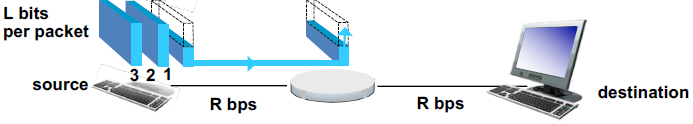 L bits
per packet
3 2 1
source
R bps
R bps
destination